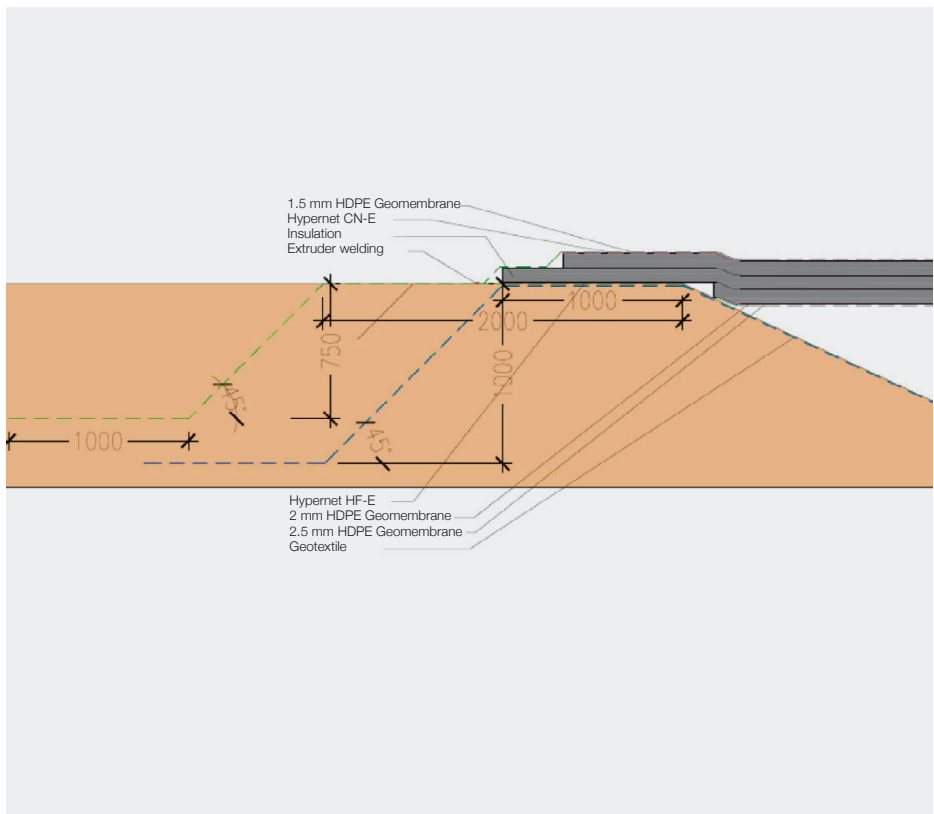 1.5 mm HDPE Geomembrane
Hypernet CN-E
Insulation
Extruder welding
1000
2000
750
1000
45°
45°
1000
Hypernet HF-E
2 mm HDPE Geomembrane
2.5 mm HDPE Geomembrane
Geotextile